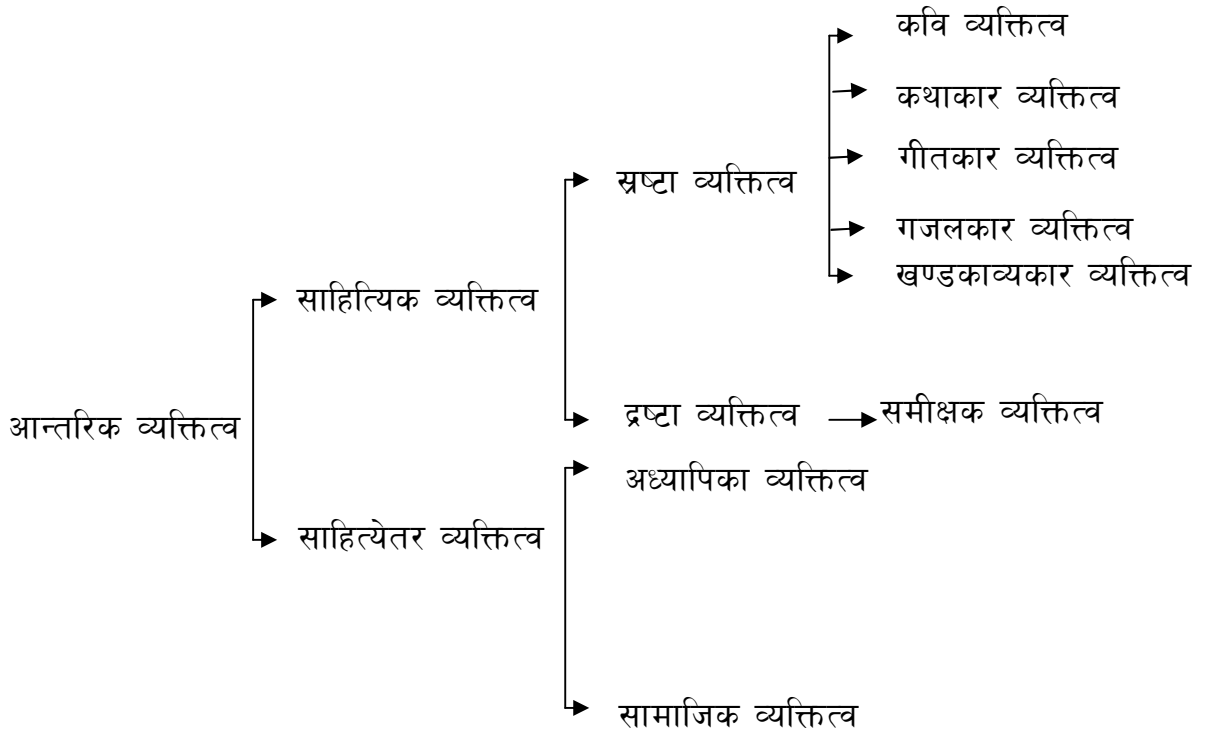 कवि व्यक्तित्व
कथाकार व्यक्तित्व
गीतकार व्यक्तित्व
स्रष्टा व्यक्तित्व
गजलकार व्यक्तित्व
खण्डकाव्यकार व्यक्तित्व
साहित्यिक व्यक्तित्व
आन्तरिक व्यक्तित्व
द्रष्टा व्यक्तित्व
समीक्षक व्यक्तित्व
अध्यापिका व्यक्तित्व
साहित्येतर व्यक्तित्व
सामाजिक व्यक्तित्व